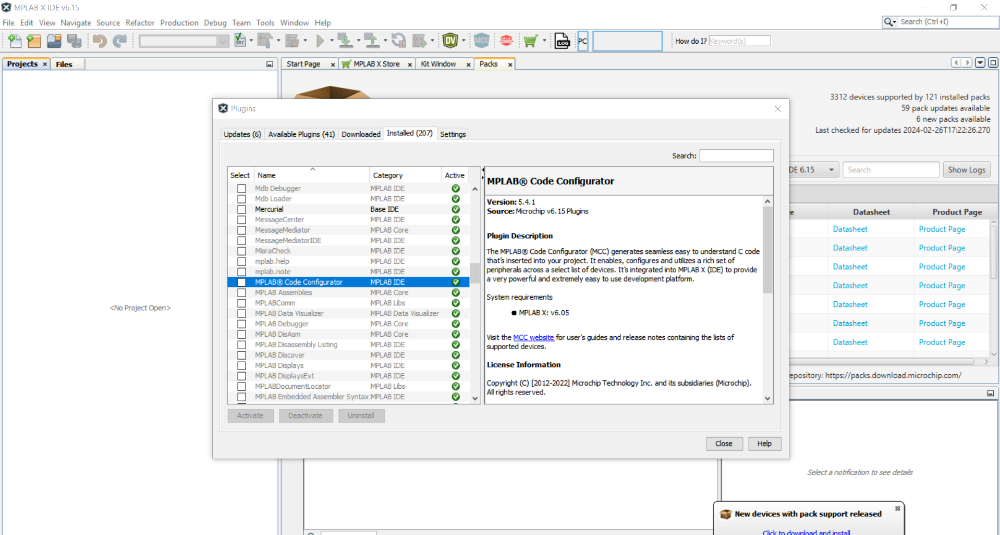 MPLAB X IDE v6.15
File Edit View Navigate Source Refactor Production Debug Team Tools Window Help
Search (Ctrl+I)
SRC
DV
MCC
LOG
PC
How do I? Keyword(s)
Projects Files
Start Page MPLAB X Store Kit Window Packs
3312 devices supported by 121 installed packs
59 pack updates available
6 new packs available
Last checked for updates 2024-02-26T17:22:26.270
DE 6.15 Search Show Logs
e Datasheet Product Page
Datasheet Product Page
Datasheet Product Page
Datasheet Product Page
Datasheet Product Page
Datasheet Product Page
Datasheet Product Page
Datasheet Product Page
epository: https://packs.download.microchip.com/
<No Project Open>
Plugins
Updates (6) Available Plugins (41) Downloaded Installed (207) Settings
Search:
Select Name Category Active
Mdb Debugger MPLAB IDE
Mdb Loader MPLAB IDE
Mercurial Base IDE
MessageCenter MPLAB IDE
MessageMediator MPLAB Core
MessageMediatorIDE MPLAB IDE
MisraCheck MPLAB IDE
mplab.help MPLAB IDE
mplab.note MPLAB IDE
MPLAB® Code Configurator MPLAB IDE
MPLAB Assemblies MPLAB Core
MPLABComm MPLAB Libs
MPLAB Data Visualizer MPLAB Data Visualizer
MPLAB Debugger MPLAB Core
MPLAB DisAsm MPLAB Core
MPLAB Disassembly Listing MPLAB IDE
MPLAB Discover MPLAB IDE
MPLAB Displays MPLAB IDE
MPLAB DisplaysExt MPLAB IDE
MPLABDocumentLocator MPLAB Libs
MPLAB Embedded Assembler Syntax MPLAB IDE
Activate Deactivate Uninstall
MPLAB® Code Configurator
Version: 5.4.1
Source: Microchip v6.15 Plugins
Plugin Description
The MPLAB® Code Configurator (MCC) generates seamless easy to understand C code
that's inserted into your project. It enables, configures and utilizes a rich set of
peripherals across a select list of devices. It's integrated into MPLAB X (IDE) to provide
a very powerful and extremely easy to use development platform.
System requirements
● MPLAB X: v6.05
Visit the MCC website for user's guides and release notes containing the lists of
supported devices.
License Information
Copyright (C) [2012-2022] Microchip Technology Inc. and its subsidiaries (Microchip).
All rights reserved.
Close Help
Select a notification to see details
New devices with pack support released
Click to download and install